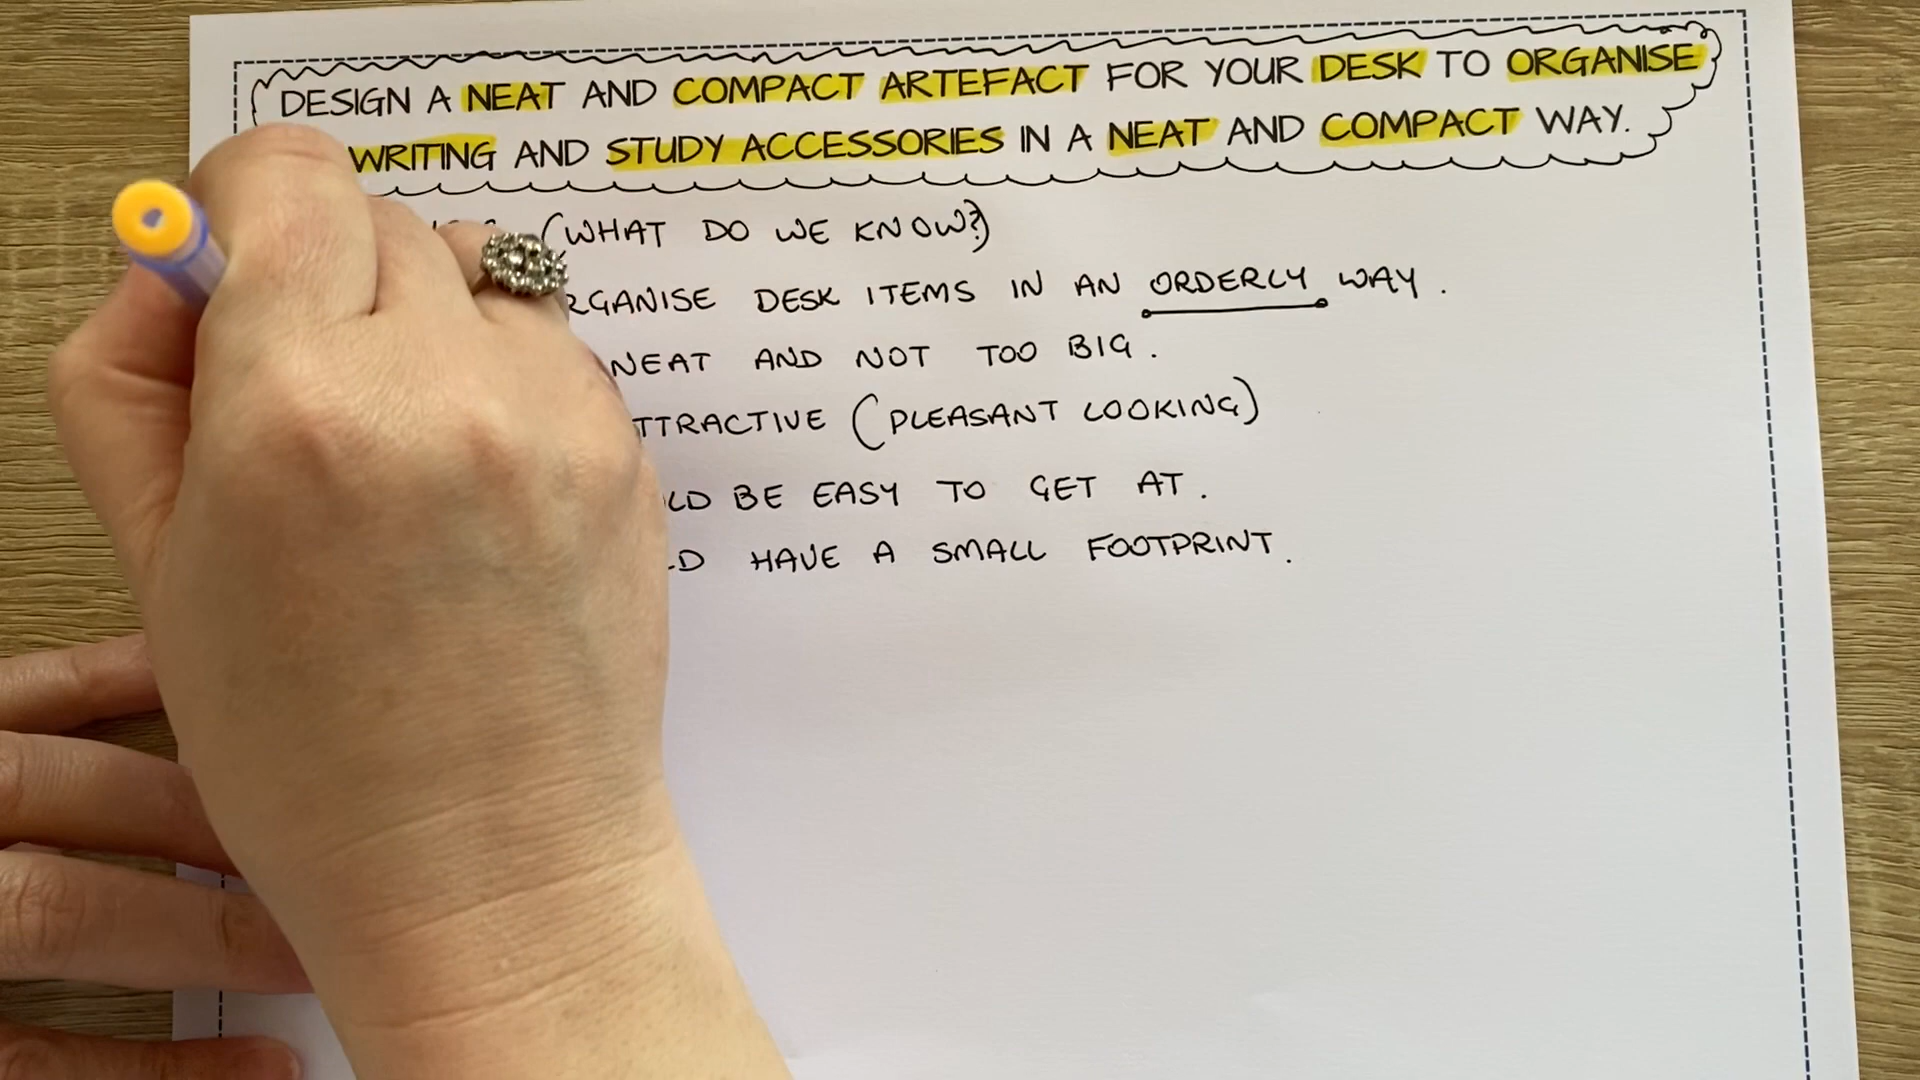 DESIGN A NEAT AND COMPACT ARTEFACT FOR YOUR DESK TO ORGANISE
WRITING AND STUDY ACCESSORIES IN A NEAT AND COMPACT WAY.
(WHAT DO WE KNOW?)
RGANISE DESK ITEMS IN AN ORDERLY WAY.
NEAT AND NOT TOO BIG.
TTRACTIVE (PLEASANT LOOKING)
LD BE EASY TO GET AT.
D HAVE A SMALL FOOTPRINT.